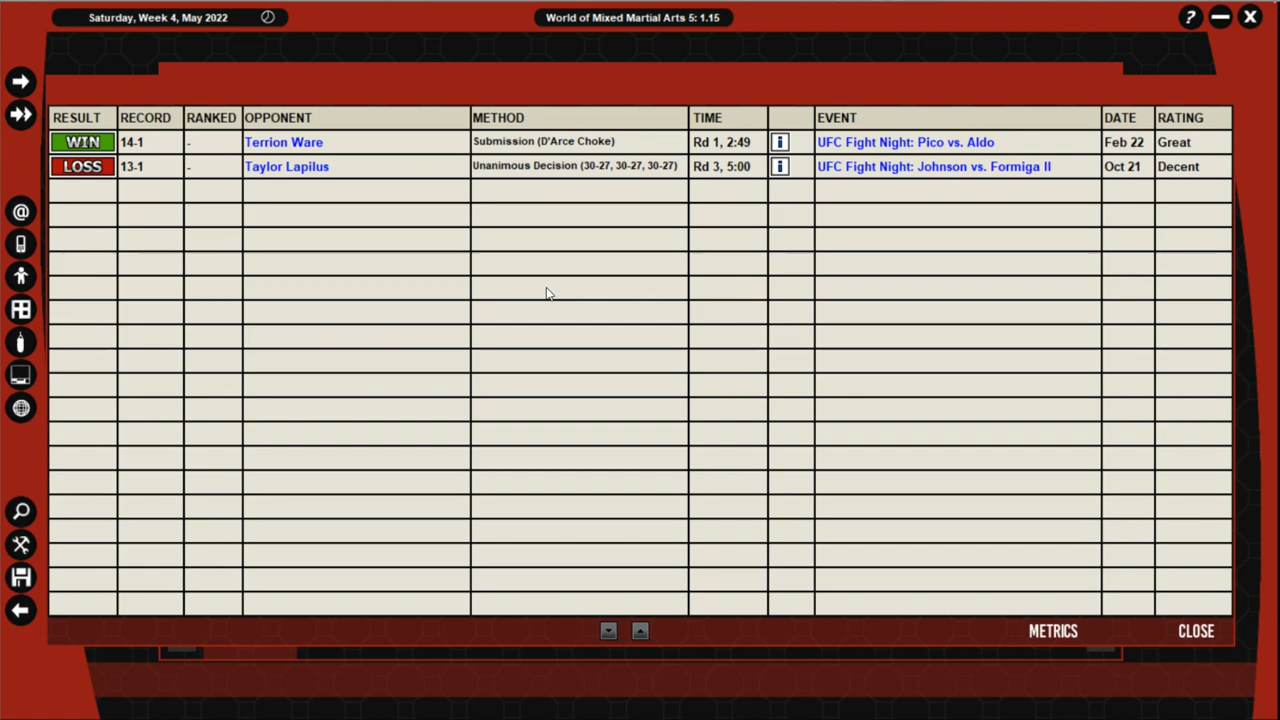 Saturday, Week 4, May 2022 World of Mixed Martial Arts 5: 1.15 ?
RESULT RECORD RANKED OPPONENT METHOD TIME EVENT DATE RATING
WIN 14-1 - Terrion Ware Submission (D'Arce Choke) Rd 1, 2:49 i UFC Fight Night: Pico vs. Aldo Feb 22 Great
LOSS 13-1 - Taylor Lapilus Unanimous Decision (30-27, 30-27, 30-27) Rd 3, 5:00 i UFC Fight Night: Johnson vs. Formiga II Oct 21 Decent
@
METRICS CLOSE